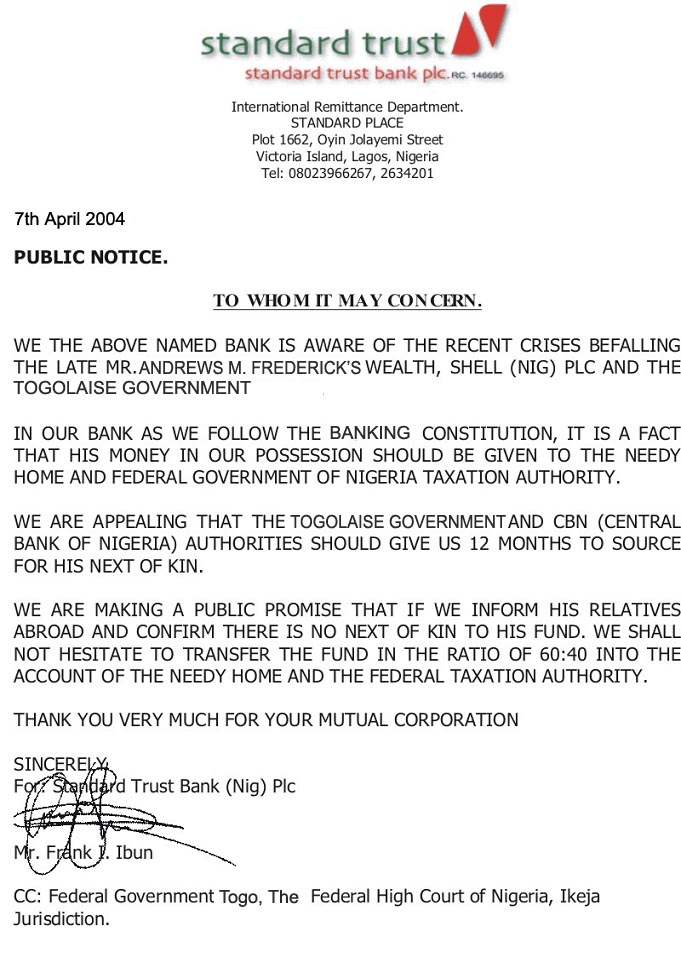 standard trust
standard trust bank plc. RC. 146695
International Remittance Department.
STANDARD PLACE
Plot 1662, Oyin Jolayemi Street
Victoria Island, Lagos, Nigeria
Tel: 08023966267, 2634201
7th April 2004
PUBLIC NOTICE.
TO WHOM IT MAY CONCERN.
WE THE ABOVE NAMED BANK IS AWARE OF THE RECENT CRISES BEFALLING
THE LATE MR. ANDREWS M. FREDERICK'S WEALTH, SHELL (NIG) PLC AND THE
TOGOLAISE GOVERNMENT
IN OUR BANK AS WE FOLLOW THE BANKING CONSTITUTION, IT IS A FACT
THAT HIS MONEY IN OUR POSSESSION SHOULD BE GIVEN TO THE NEEDY
HOME AND FEDERAL GOVERNMENT OF NIGERIA TAXATION AUTHORITY.
WE ARE APPEALING THAT THE TOGOLAISE GOVERNMENT AND CBN (CENTRAL
BANK OF NIGERIA) AUTHORITIES SHOULD GIVE US 12 MONTHS TO SOURCE
FOR HIS NEXT OF KIN.
WE ARE MAKING A PUBLIC PROMISE THAT IF WE INFORM HIS RELATIVES
ABROAD AND CONFIRM THERE IS NO NEXT OF KIN TO HIS FUND. WE SHALL
NOT HESITATE TO TRANSFER THE FUND IN THE RATIO OF 60:40 INTO THE
ACCOUNT OF THE NEEDY HOME AND THE FEDERAL TAXATION AUTHORITY.
THANK YOU VERY MUCH FOR YOUR MUTUAL CORPORATION
SINCERELY
For: Standard Trust Bank (Nig) Plc
Mr. Frank I. Ibun
CC: Federal Government Togo, The Federal High Court of Nigeria, Ikeja
Jurisdiction.